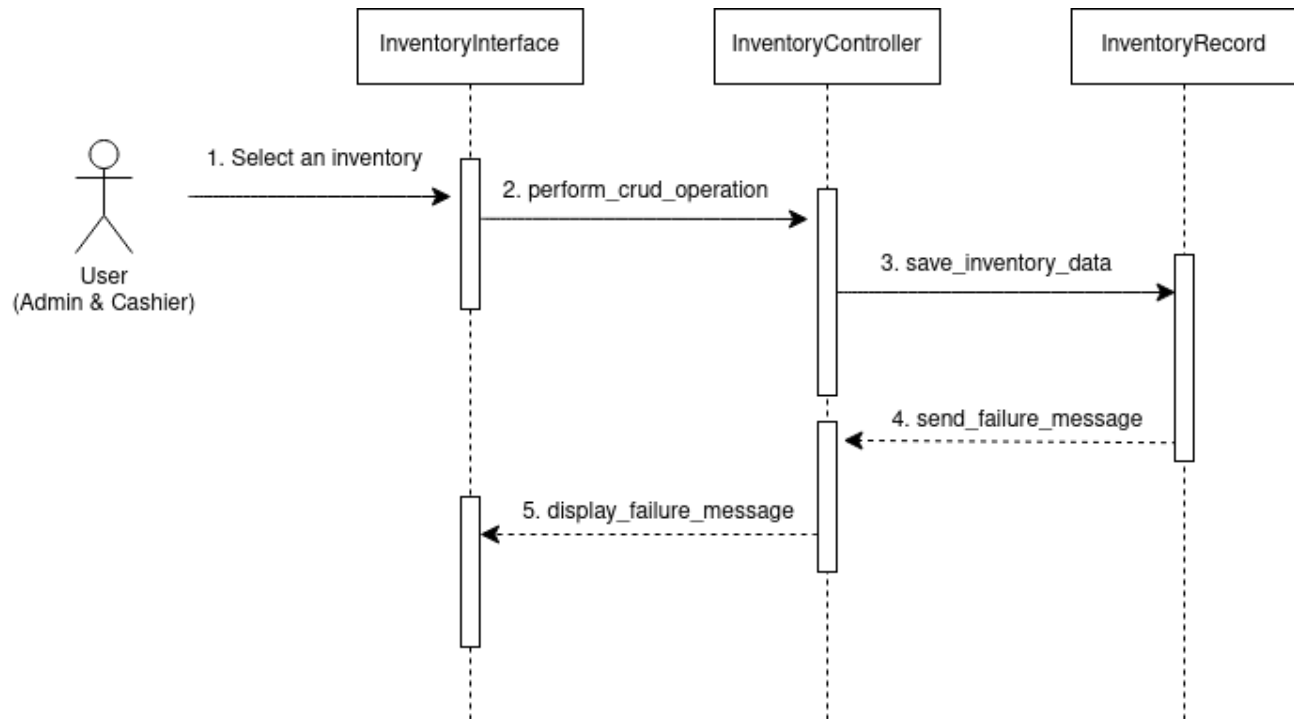 InventoryInterface
InventoryController
InventoryRecord
1. Select an inventory
2. perform_crud_operation
User
(Admin & Cashier)
3. save_inventory_data
4. send_failure_message
5. display_failure_message